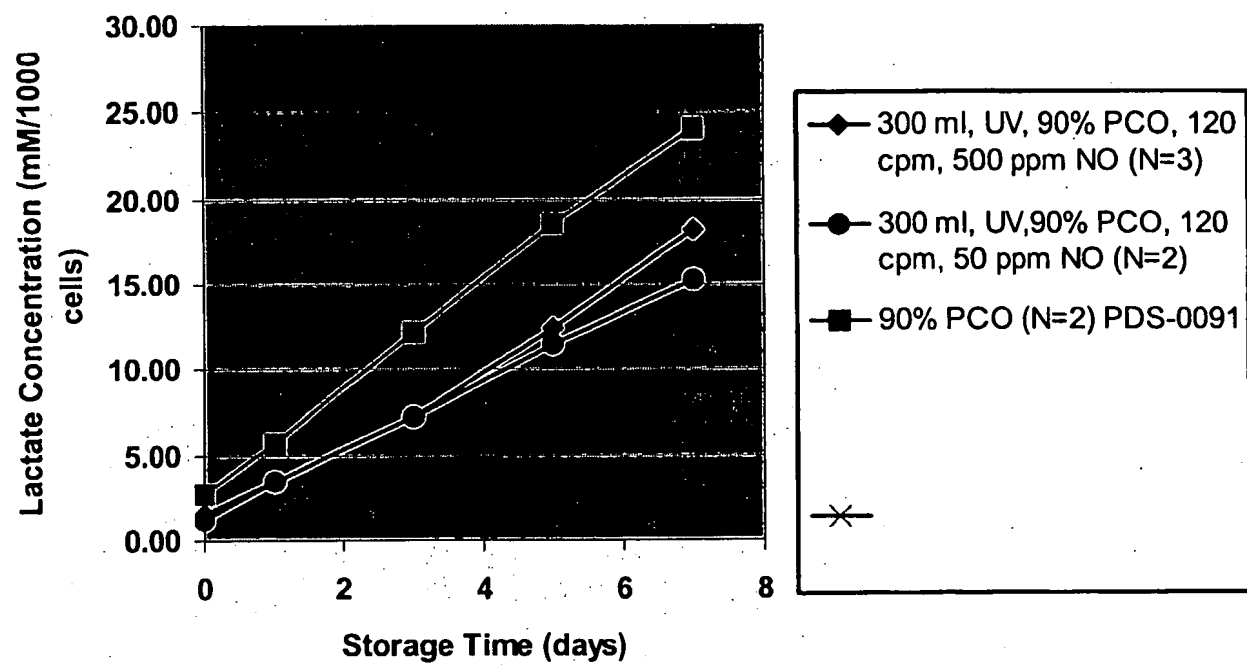 30.00
25.00
20.00
15.00
10.00
5.00
0.00
Lactate Concentration (mM/1000
cells)
0 2 4 6 8
Storage Time (days)
300 ml, UV, 90% PCO, 120
cpm, 500 ppm NO (N=3)
300 ml, UV,90% PCO, 120
cpm, 50 ppm NO (N=2)
90% PCO (N=2) PDS-0091